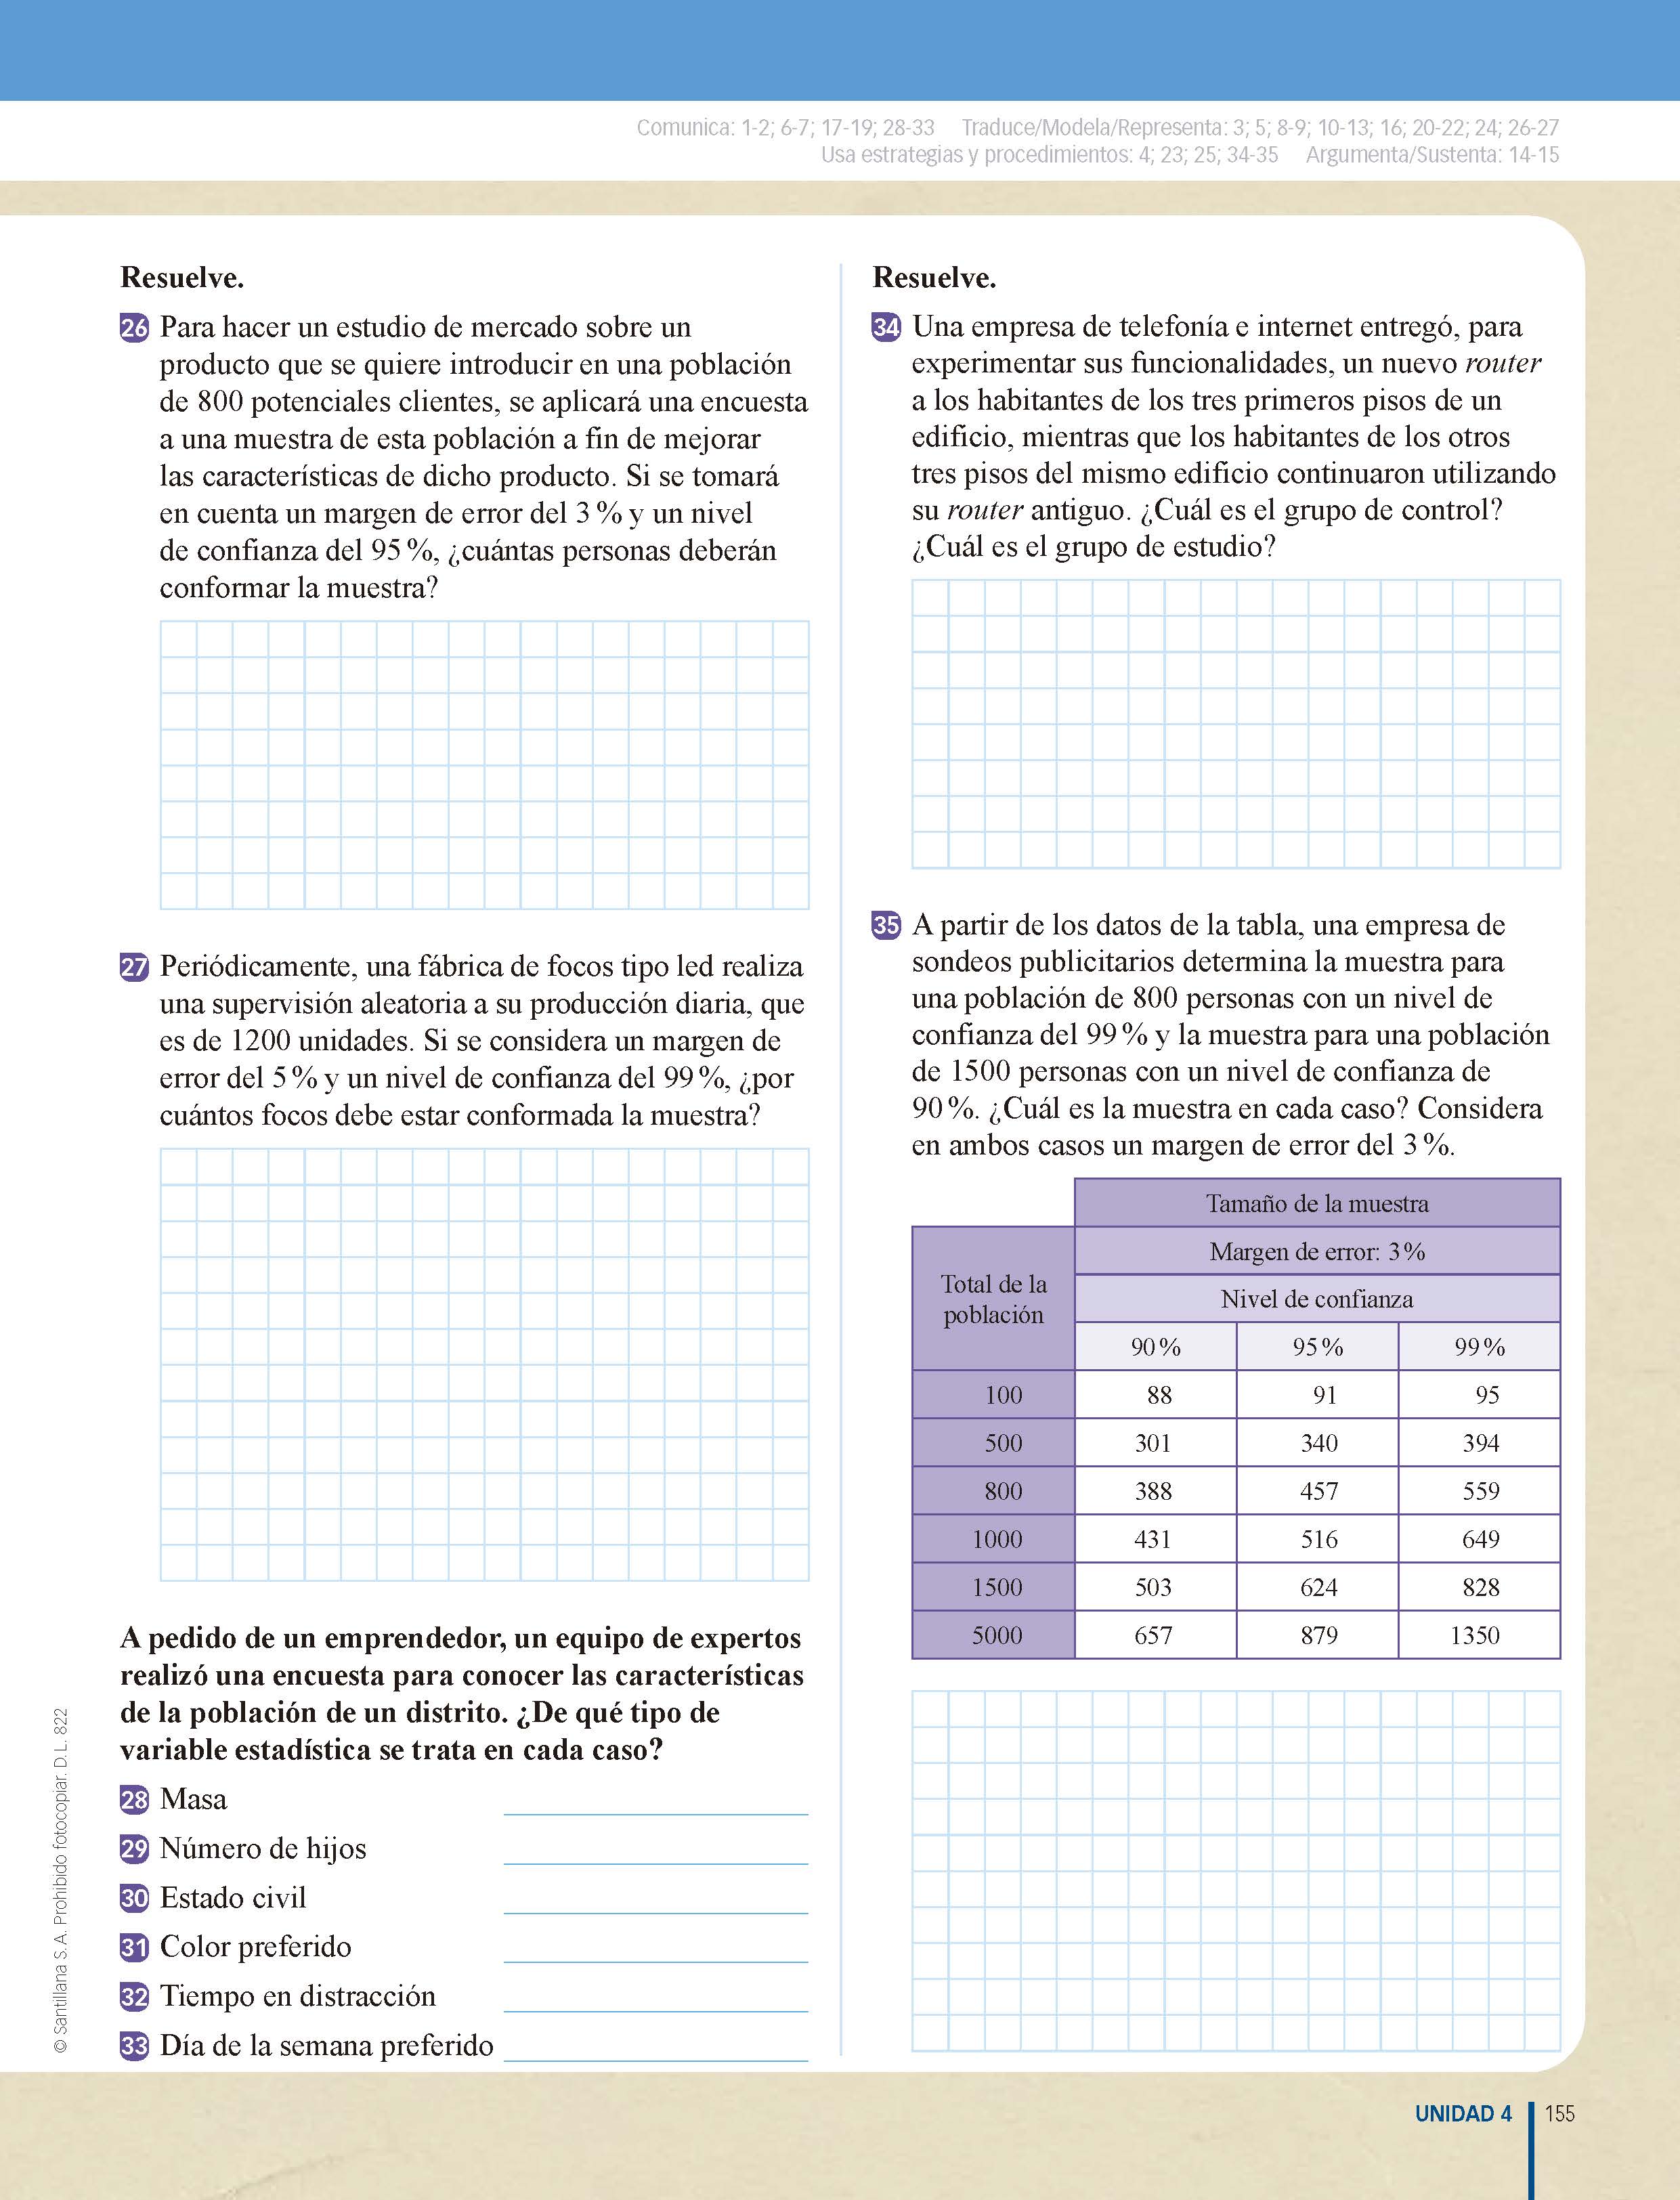 Comunica: 1-2; 6-7; 17-19; 28-33 Traduce/Modela/Representa: 3; 5; 8-9; 10-13; 16; 20-22; 24; 26-27
Usa estrategias y procedimientos: 4; 23; 25; 34-35 Argumenta/Sustenta: 14-15
Resuelve.
26 Para hacer un estudio de mercado sobre un
producto que se quiere introducir en una población
de 800 potenciales clientes, se aplicará una encuesta
a una muestra de esta población a fin de mejorar
las características de dicho producto. Si se tomará
en cuenta un margen de error del 3 % y un nivel
de confianza del 95 %, ¿cuántas personas deberán
conformar la muestra?
27 Periódicamente, una fábrica de focos tipo led realiza
una supervisión aleatoria a su producción diaria, que
es de 1200 unidades. Si se considera un margen de
error del 5 % y un nivel de confianza del 99 %, ¿por
cuántos focos debe estar conformada la muestra?
A pedido de un emprendedor, un equipo de expertos
realizó una encuesta para conocer las características
de la población de un distrito. ¿De qué tipo de
variable estadística se trata en cada caso?
28 Masa
29 Número de hijos
30 Estado civil
31 Color preferido
32 Tiempo en distracción
33 Día de la semana preferido
Resuelve.
34 Una empresa de telefonía e internet entregó, para
experimentar sus funcionalidades, un nuevo router
a los habitantes de los tres primeros pisos de un
edificio, mientras que los habitantes de los otros
tres pisos del mismo edificio continuaron utilizando
su router antiguo. ¿Cuál es el grupo de control?
¿Cuál es el grupo de estudio?
35 A partir de los datos de la tabla, una empresa de
sondeos publicitarios determina la muestra para
una población de 800 personas con un nivel de
confianza del 99 % y la muestra para una población
de 1500 personas con un nivel de confianza de
90 %. ¿Cuál es la muestra en cada caso? Considera
en ambos casos un margen de error del 3 %.
Tamaño de la muestra
Margen de error: 3 %
Total de la
población
Nivel de confianza
90 % 95 % 99 %
100 88 91 95
500 301 340 394
800 388 457 559
1000 431 516 649
1500 503 624 828
5000 657 879 1350
© Santillana S. A. Prohibido fotocopiar. D. L. 822
UNIDAD 4 155